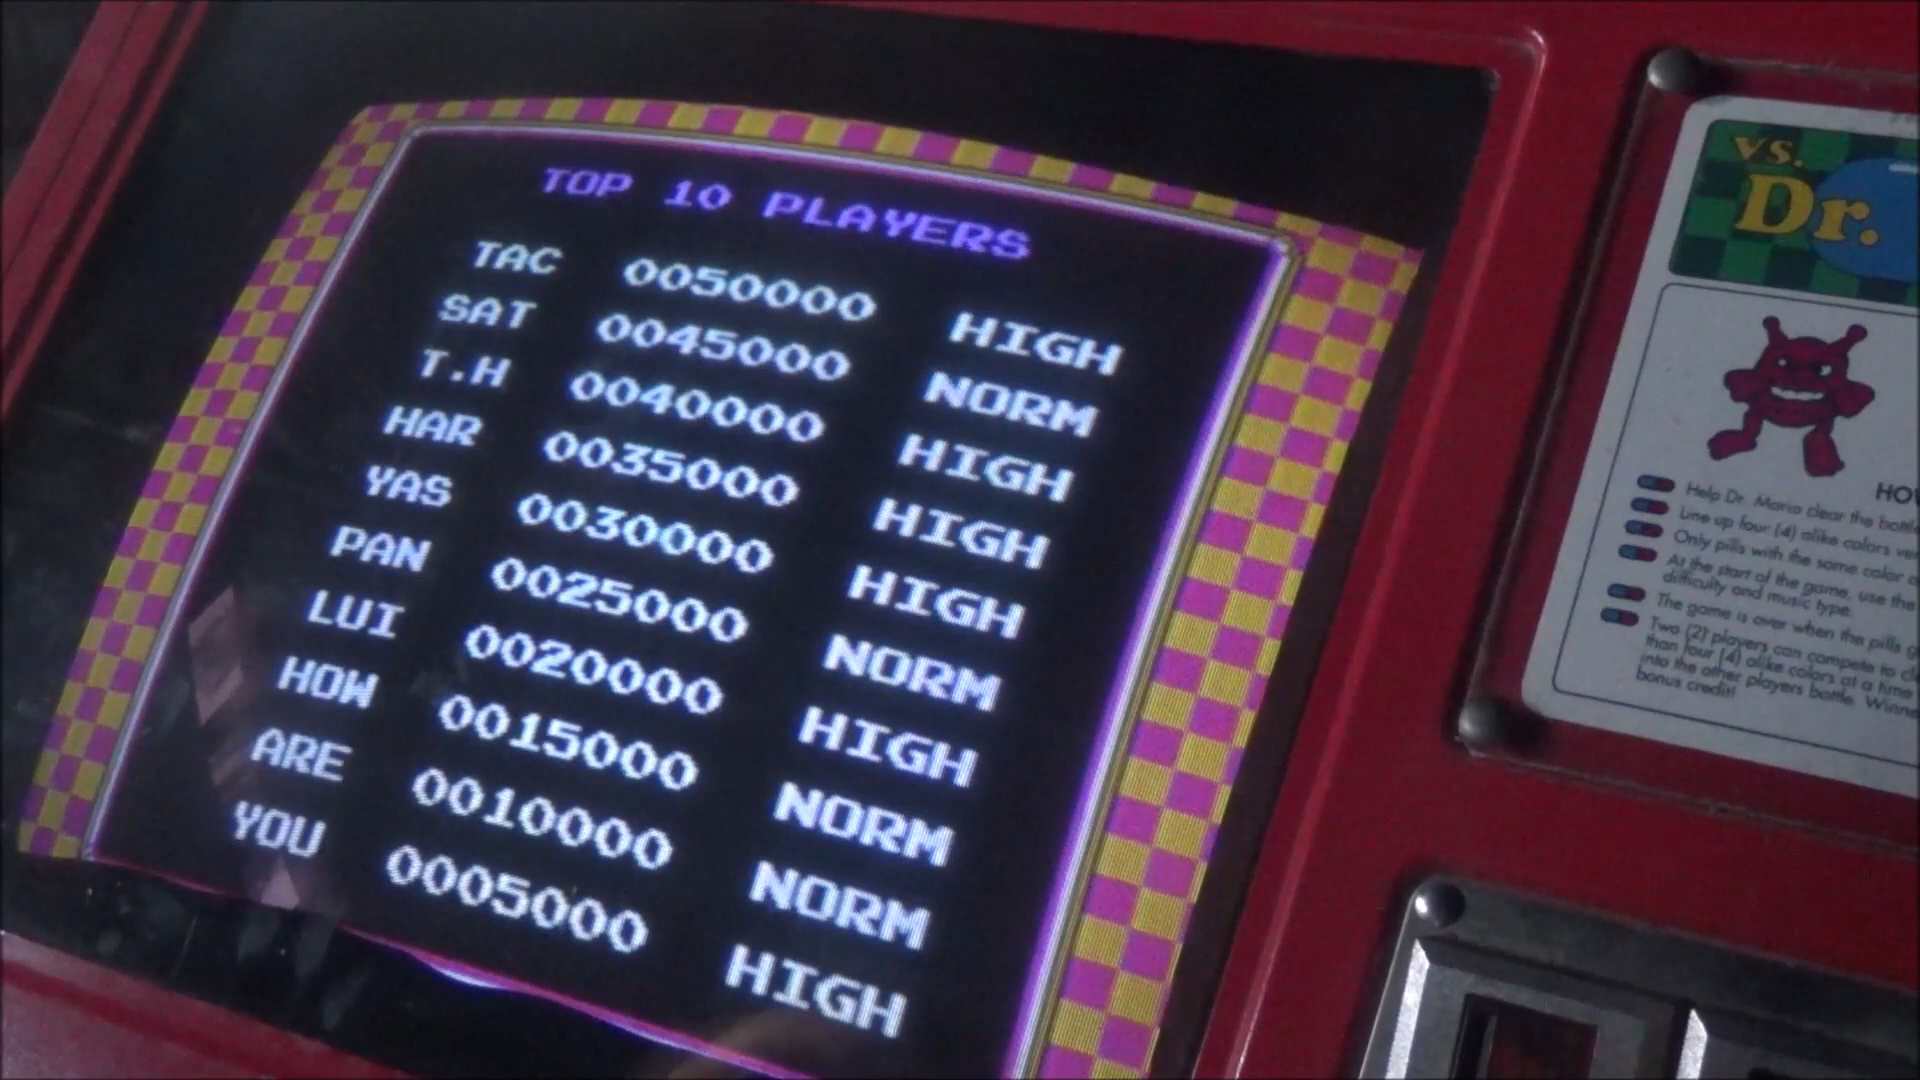 TOP 10 PLAYERS
TAC 0050000 HIGH
SAT 0045000 NORM
T.H 0040000 HIGH
HAR 0035000 HIGH
YAS 0030000 HIGH
PAN 0025000 NORM
LUI 0020000 HIGH
HOW 0015000 NORM
ARE 0010000 NORM
YOU 0005000 HIGH
VS.
Dr.
Help Dr. Mario clear the bottle
Line up four (4) alike colors
Only pills with the same color
At the start of the game, use the
difficulty and music type.
The game is over when the pills
Two (2) players can compete to
than four (4) alike colors at a time
into the other players bottle.
bonus credit!